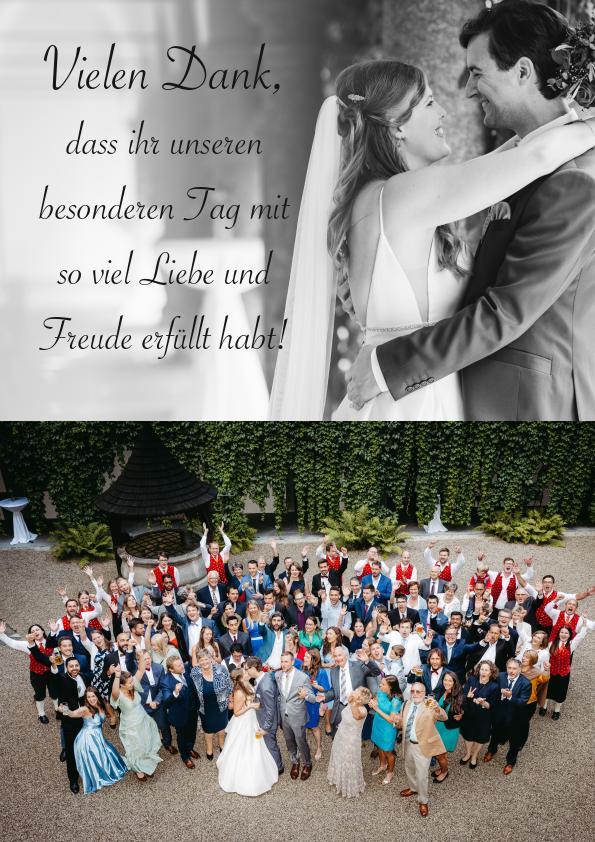 Vielen Dank,
dass ihr unseren
besonderen Tag mit
so viel Liebe und
Freude erfüllt habt!